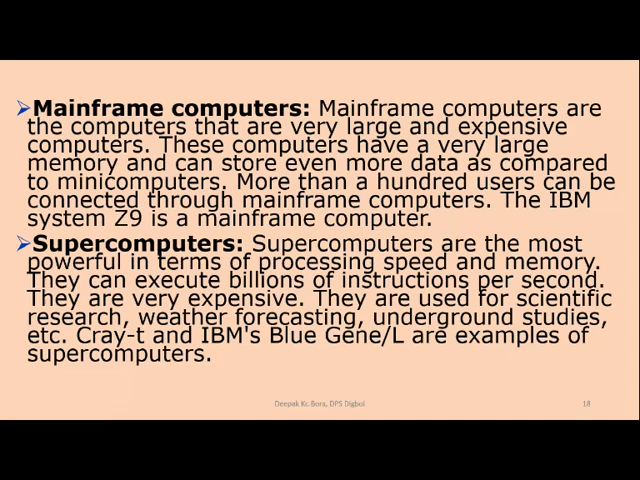 ➢Mainframe computers: Mainframe computers are
the computers that are very large and expensive
computers. These computers have a very large
memory and can store even more data as compared
to minicomputers. More than a hundred users can be
connected through mainframe computers. The IBM
system Z9 is a mainframe computer.
➢Supercomputers: Supercomputers are the most
powerful in terms of processing speed and memory.
They can execute billions of instructions per second.
They are very expensive. They are used for scientific
research, weather forecasting, underground studies,
etc. Cray-t and IBM's Blue Gene/L are examples of
supercomputers.
Deepak Kr. Bora, DPS Digboi
18